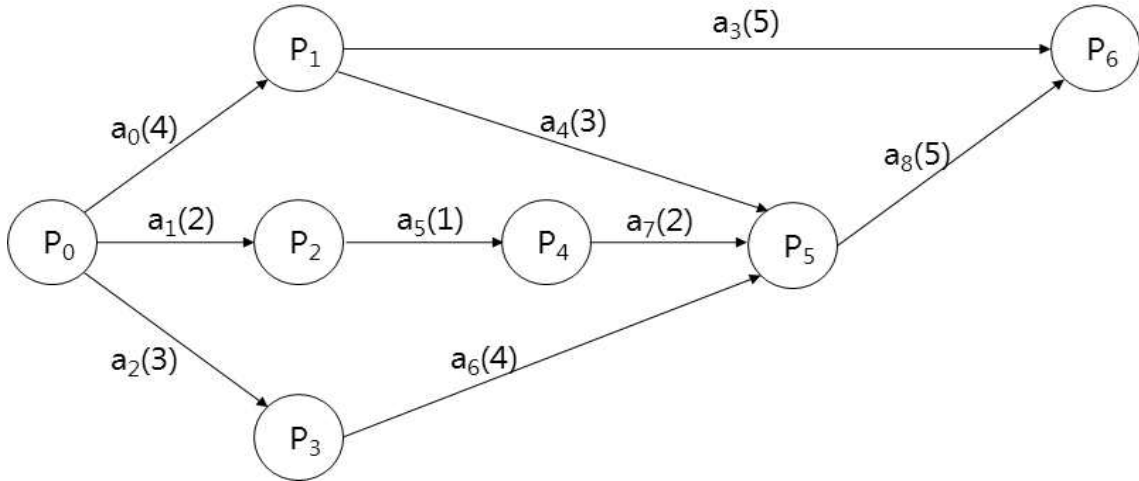 a₃(5)
P₁
P₆
a₀(4)
a₄(3)
a₈(5)
a₁(2)
a₅(1)
a₇(2)
P₀
P₂
P₄
P₅
a₂(3)
a₆(4)
P₃